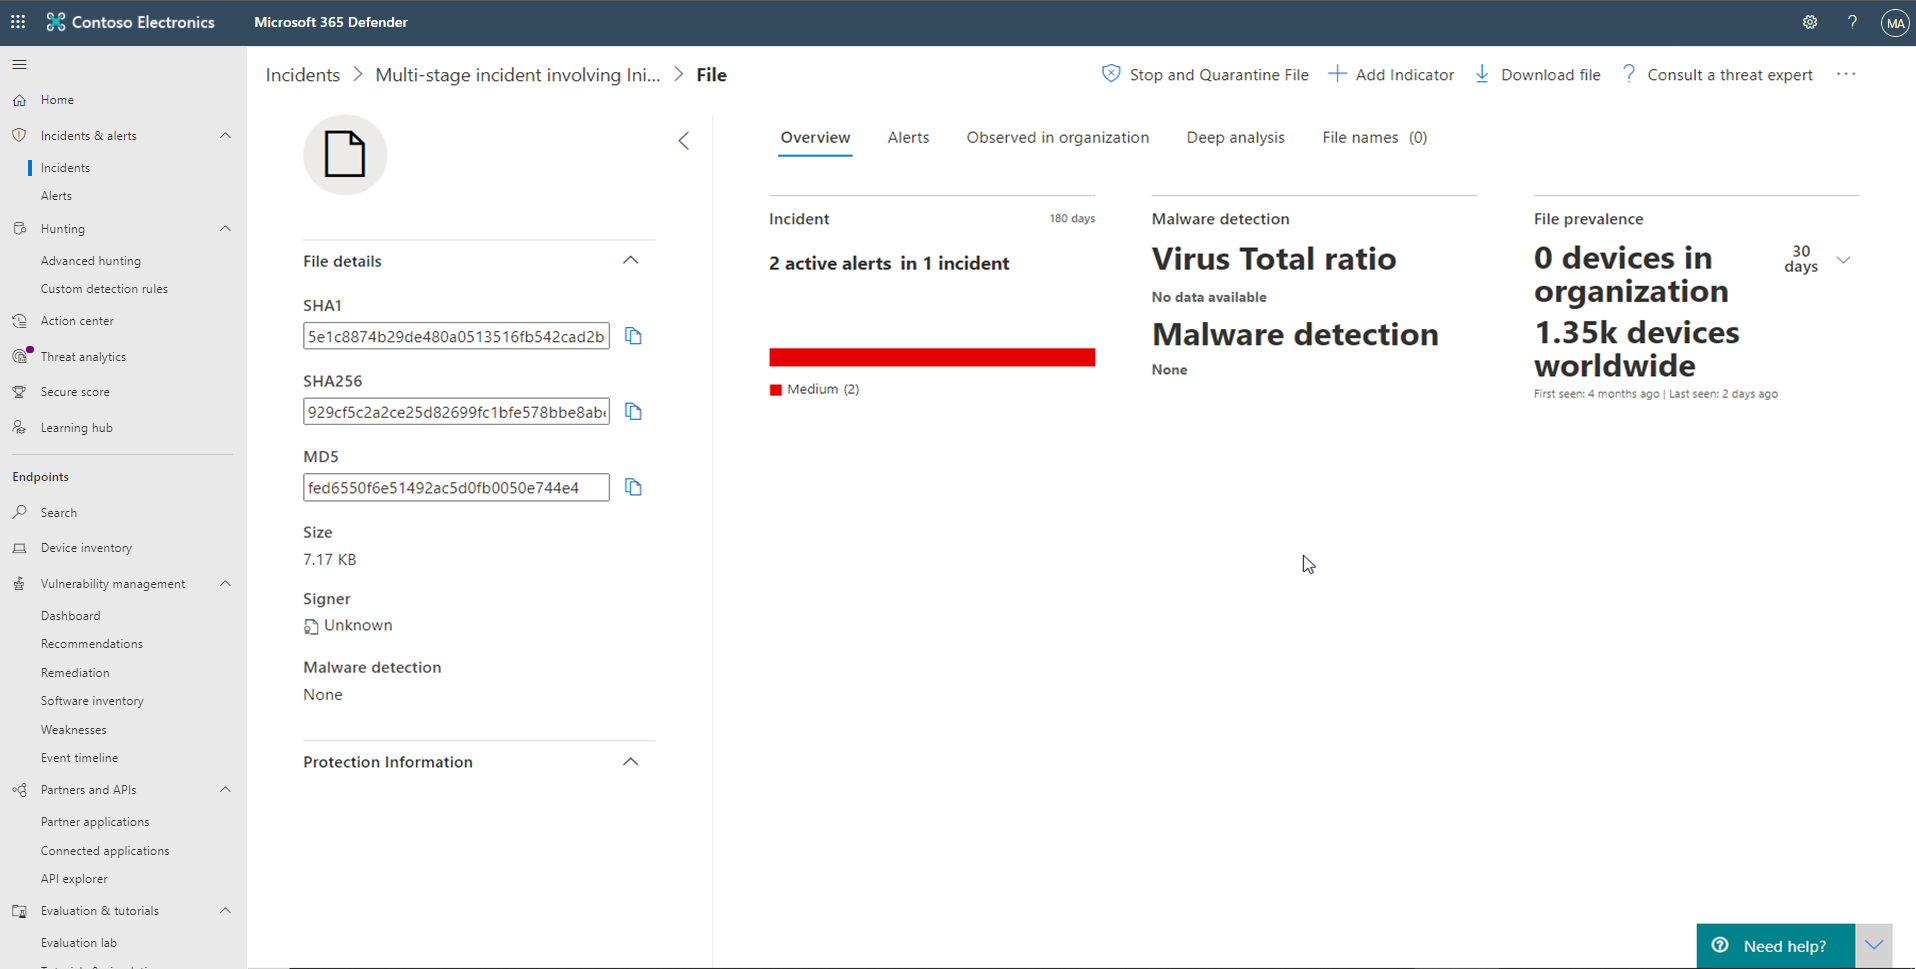 Contoso Electronics
Microsoft 365 Defender
?
MA
Home
Incidents & alerts
Incidents
Alerts
Hunting
Advanced hunting
Custom detection rules
Action center
Threat analytics
Secure score
Learning hub
Endpoints
Search
Device inventory
Vulnerability management
Dashboard
Recommendations
Remediation
Software inventory
Weaknesses
Event timeline
Partners and APIs
Partner applications
Connected applications
API explorer
Evaluation & tutorials
Evaluation lab
Incidents > Multi-stage incident involving Ini... > File
Stop and Quarantine File
Add Indicator
Download file
? Consult a threat expert
...
File details
SHA1
5e1c8874b29de480a0513516fb542cad2b
SHA256
929cf5c2a2ce25d82699fc1bfe578bbe8abe
MD5
fed6550f6e51492ac5d0fb0050e744e4
Size
7.17 KB
Signer
Unknown
Malware detection
None
Protection Information
Overview
Alerts
Observed in organization
Deep analysis
File names (0)
Incident
180 days
2 active alerts in 1 incident
Medium (2)
Malware detection
Virus Total ratio
No data available
Malware detection
None
File prevalence
0 devices in
organization
30
days
1.35k devices
worldwide
First seen: 4 months ago | Last seen: 2 days ago
Need help?